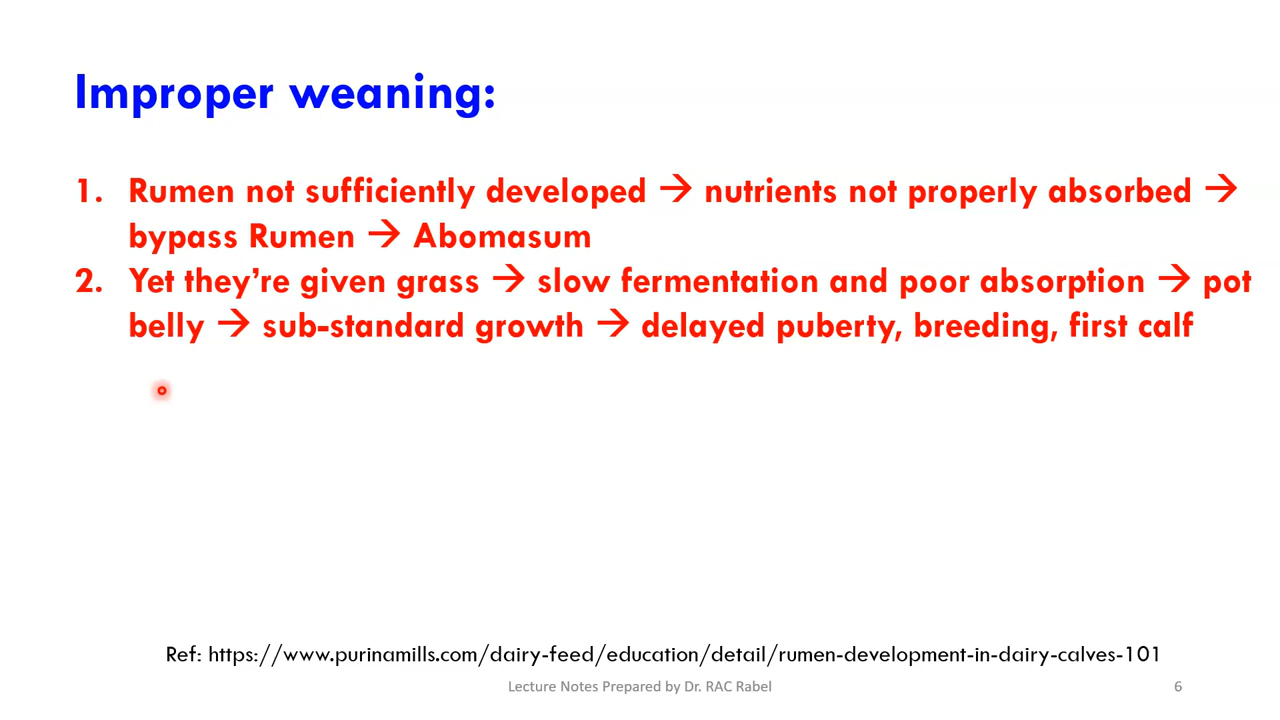 Improper weaning:
1. Rumen not sufficiently developed → nutrients not properly absorbed →
bypass Rumen → Abomasum
2. Yet they’re given grass → slow fermentation and poor absorption → pot
belly → sub-standard growth → delayed puberty, breeding, first calf
Ref: https://www.purinamills.com/dairy-feed/education/detail/rumen-development-in-dairy-calves-101
Lecture Notes Prepared by Dr. RAC Rabel
6